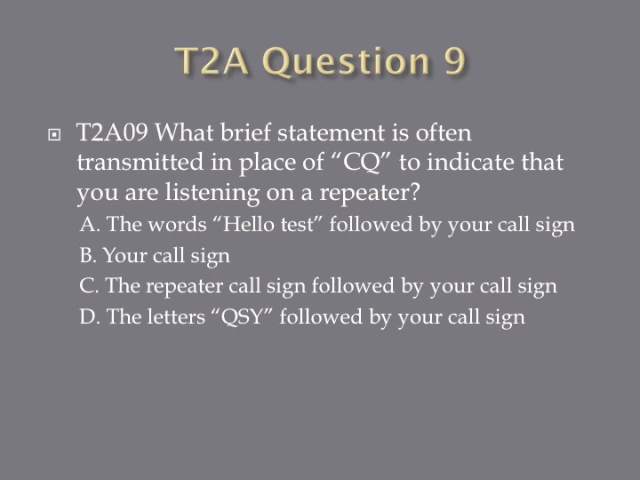 T2A Question 9
T2A09 What brief statement is often
transmitted in place of “CQ” to indicate that
you are listening on a repeater?
A. The words “Hello test” followed by your call sign
B. Your call sign
C. The repeater call sign followed by your call sign
D. The letters “QSY” followed by your call sign